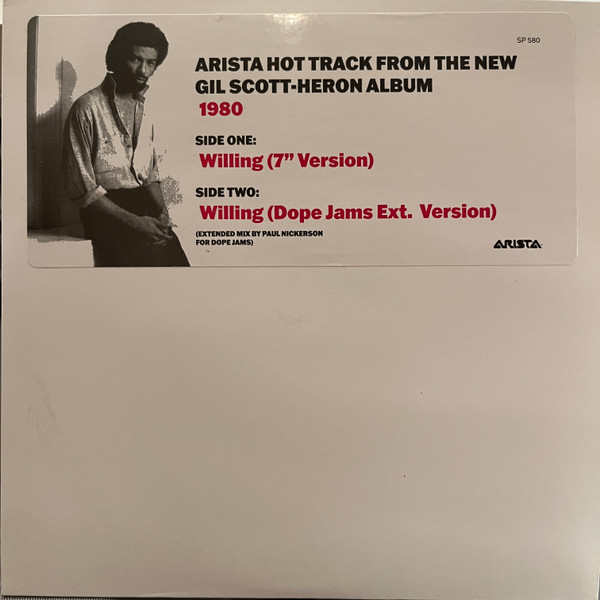 SP 580
ARISTA HOT TRACK FROM THE NEW
GIL SCOTT-HERON ALBUM
1980
SIDE ONE:
Willing (7” Version)
SIDE TWO:
Willing (Dope Jams Ext. Version)
(EXTENDED MIX BY PAUL NICKERSON
FOR DOPE JAMS)
ARISTA